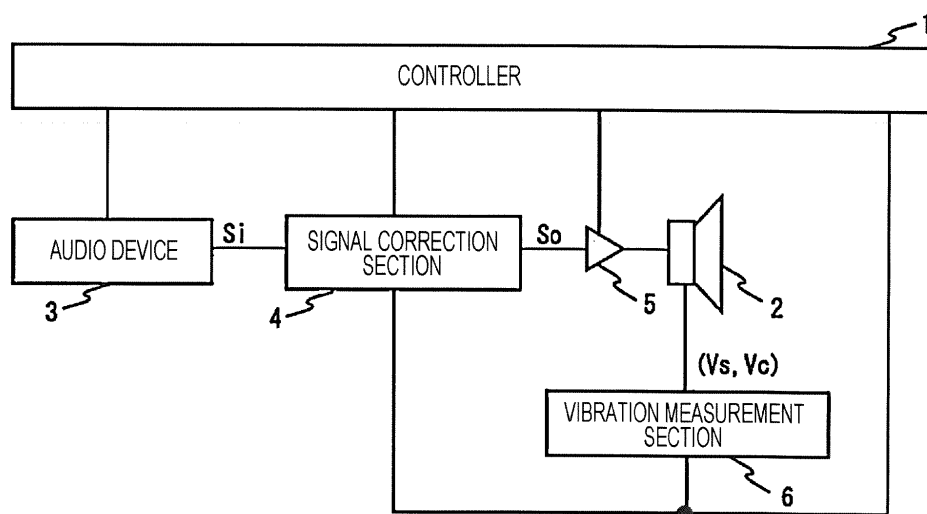 1
CONTROLLER
AUDIO DEVICE
Si
SIGNAL CORRECTION
SECTION
So
3
4
5
2
(Vs, Vc)
VIBRATION MEASUREMENT
SECTION
6